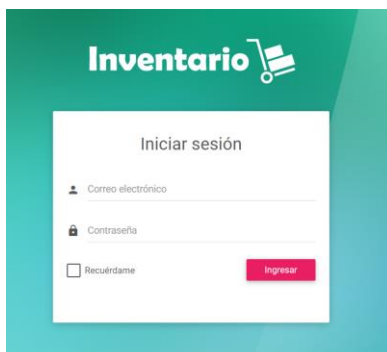 Inventario
Iniciar sesión
Correo electrónico
Contraseña
Recuérdame
Ingresar